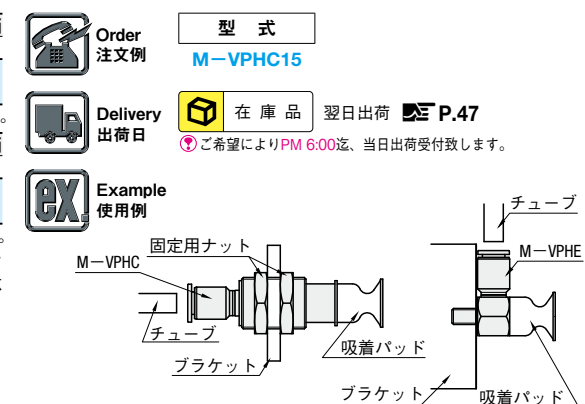 Order
注文例
型 式
M－VPHC15
Delivery
出荷日
在 庫 品
翌日出荷 P.47
ご希望によりPM 6:00迄、当日出荷受付致します。
ex.
Example
使用例
チューブ
固定用ナット
M－VPHC
M－VPHE
チューブ
吸着パッド
ブラケット
ブラケット
吸着パッド